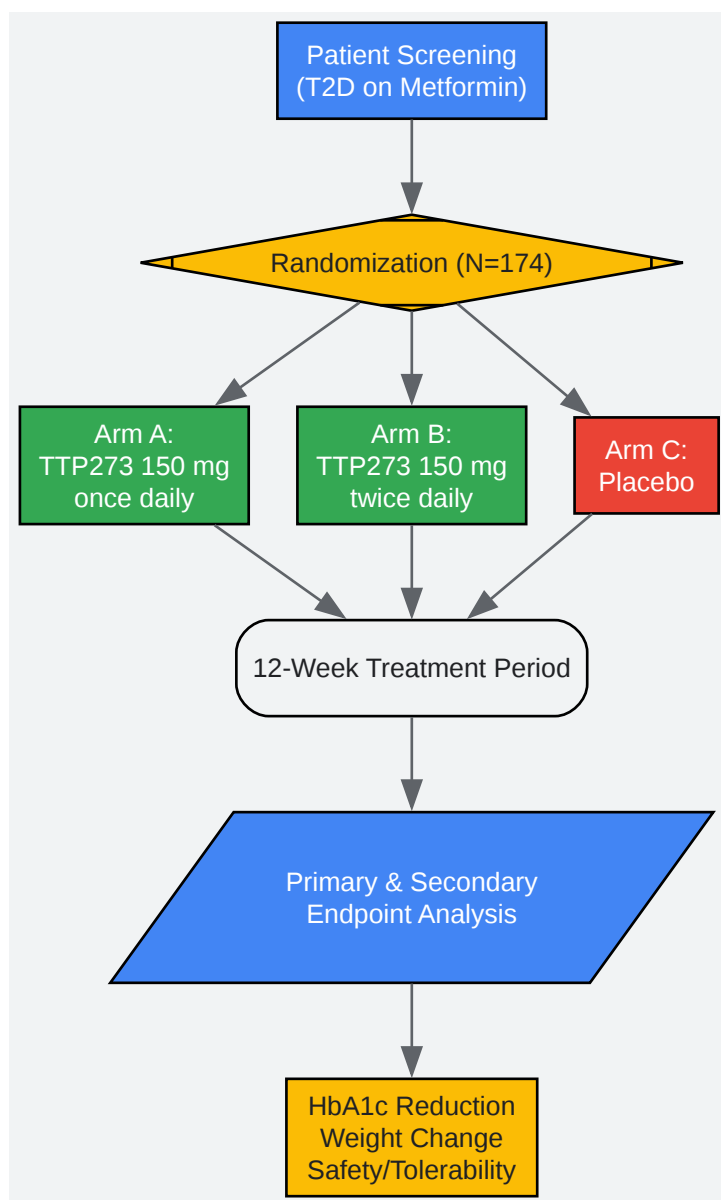 Patient Screening
(T2D on Metformin)
Randomization (N=174)
Arm A:
TTP273 150 mg
once daily
Arm B:
TTP273 150 mg
twice daily
Arm C:
Placebo
12-Week Treatment Period
Primary & Secondary
Endpoint Analysis
HbA1c Reduction
Weight Change
Safety/Tolerability